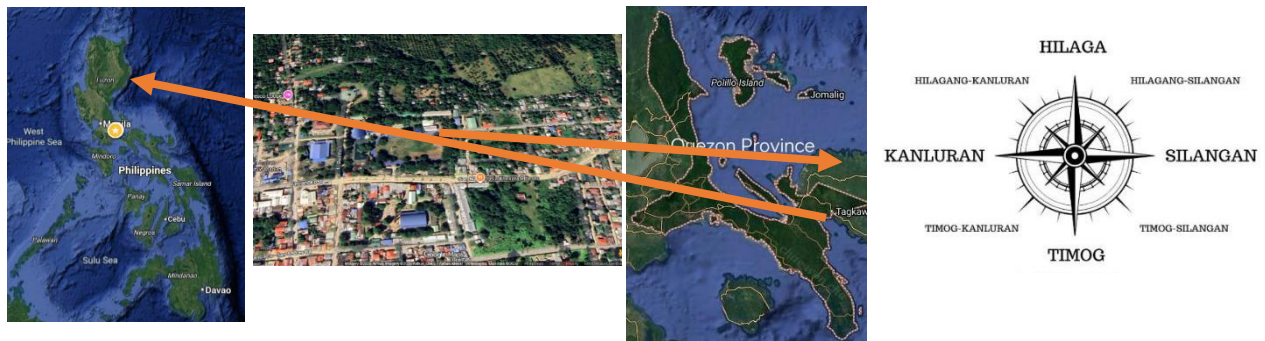 Luzon
Manila
West
Philippine Sea
Mindoro
Philippines
Samar Island
Panay
Cebu
Negros
Palawan
Sulu Sea
Mindanao
Davao
Polillo Island
Jomalig
Quezon Province
Tagkaw
HILAGA
HILAGANG-KANLURAN
HILAGANG-SILANGAN
KANLURAN
SILANGAN
TIMOG-KANLURAN
TIMOG-SILANGAN
TIMOG